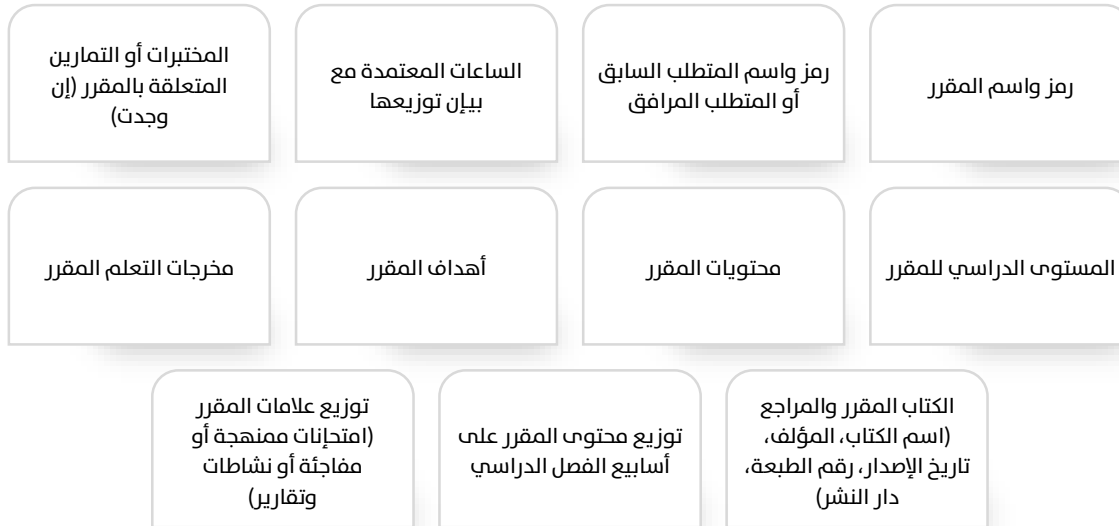 رمز واسم المقرر
رمز واسم المتطلب السابق
أو المتطلب المرافق
الساعات المعتمدة مع
بيإن توزيعها
المختبرات أو التمارين
المتعلقة بالمقرر (إن
وجدت)
المستوى الدراسي للمقرر
محتويات المقرر
أهداف المقرر
مخرجات التعلم المقرر
الكتاب المقرر والمراجع
(اسم الكتاب، المؤلف،
تاريخ الإصدار، رقم الطبعة،
دار النشر)
توزيع محتوى المقرر على
أسابيع الفصل الدراسي
توزيع علامات المقرر
(امتحإنات ممنهجة أو
مفاجئة أو نشاطات
وتقارير)